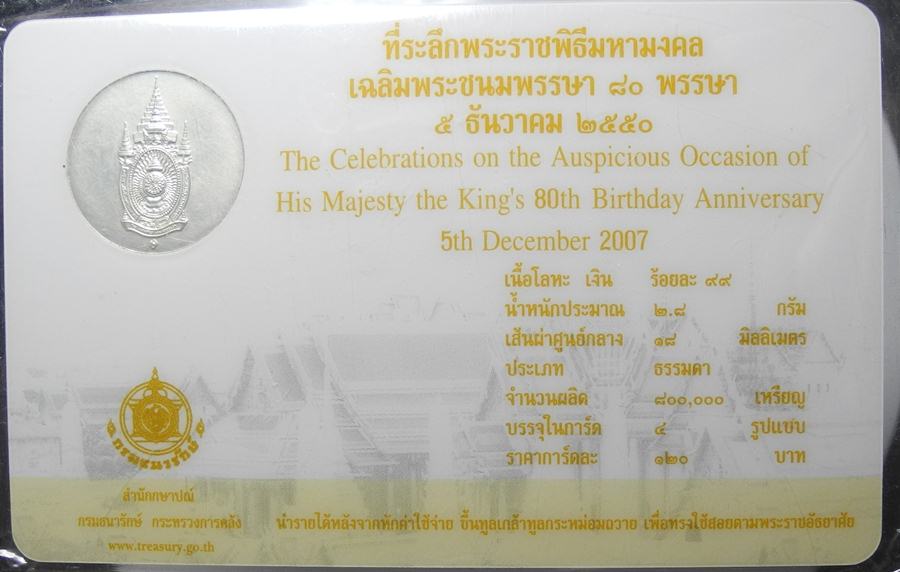 ที่ระลึกพระราชพิธีมหามงคล
เฉลิมพระชนมพรรษา ๘๐ พรรษา
๕ ธันวาคม ๒๕๕๐
The Celebrations on the Auspicious Occasion of
His Majesty the King's 80th Birthday Anniversary
5th December 2007
เนื้อโลหะ เงิน ร้อยละ ๙๙
น้ำหนักประมาณ ๒.๘ กรัม
เส้นผ่าศูนย์กลาง ๑๘ มิลลิเมตร
ประเภท ธรรมดา
จำนวนผลิต ๘๐๐,๐๐๐ เหรียญ
บรรจุในการ์ด ๔ รูปแบบ
ราคาการ์ดละ ๑๒๐ บาท
กรมธนารักษ์
สำนักกษาปณ์
กรมธนารักษ์ กระทรวงการคลัง
www.treasury.go.th
นำรายได้หลังจากหักค่าใช้จ่าย ขึ้นทูลเกล้าทูลกระหม่อมถวาย เพื่อทรงใช้สอยตามพระราชอัธยาศัย